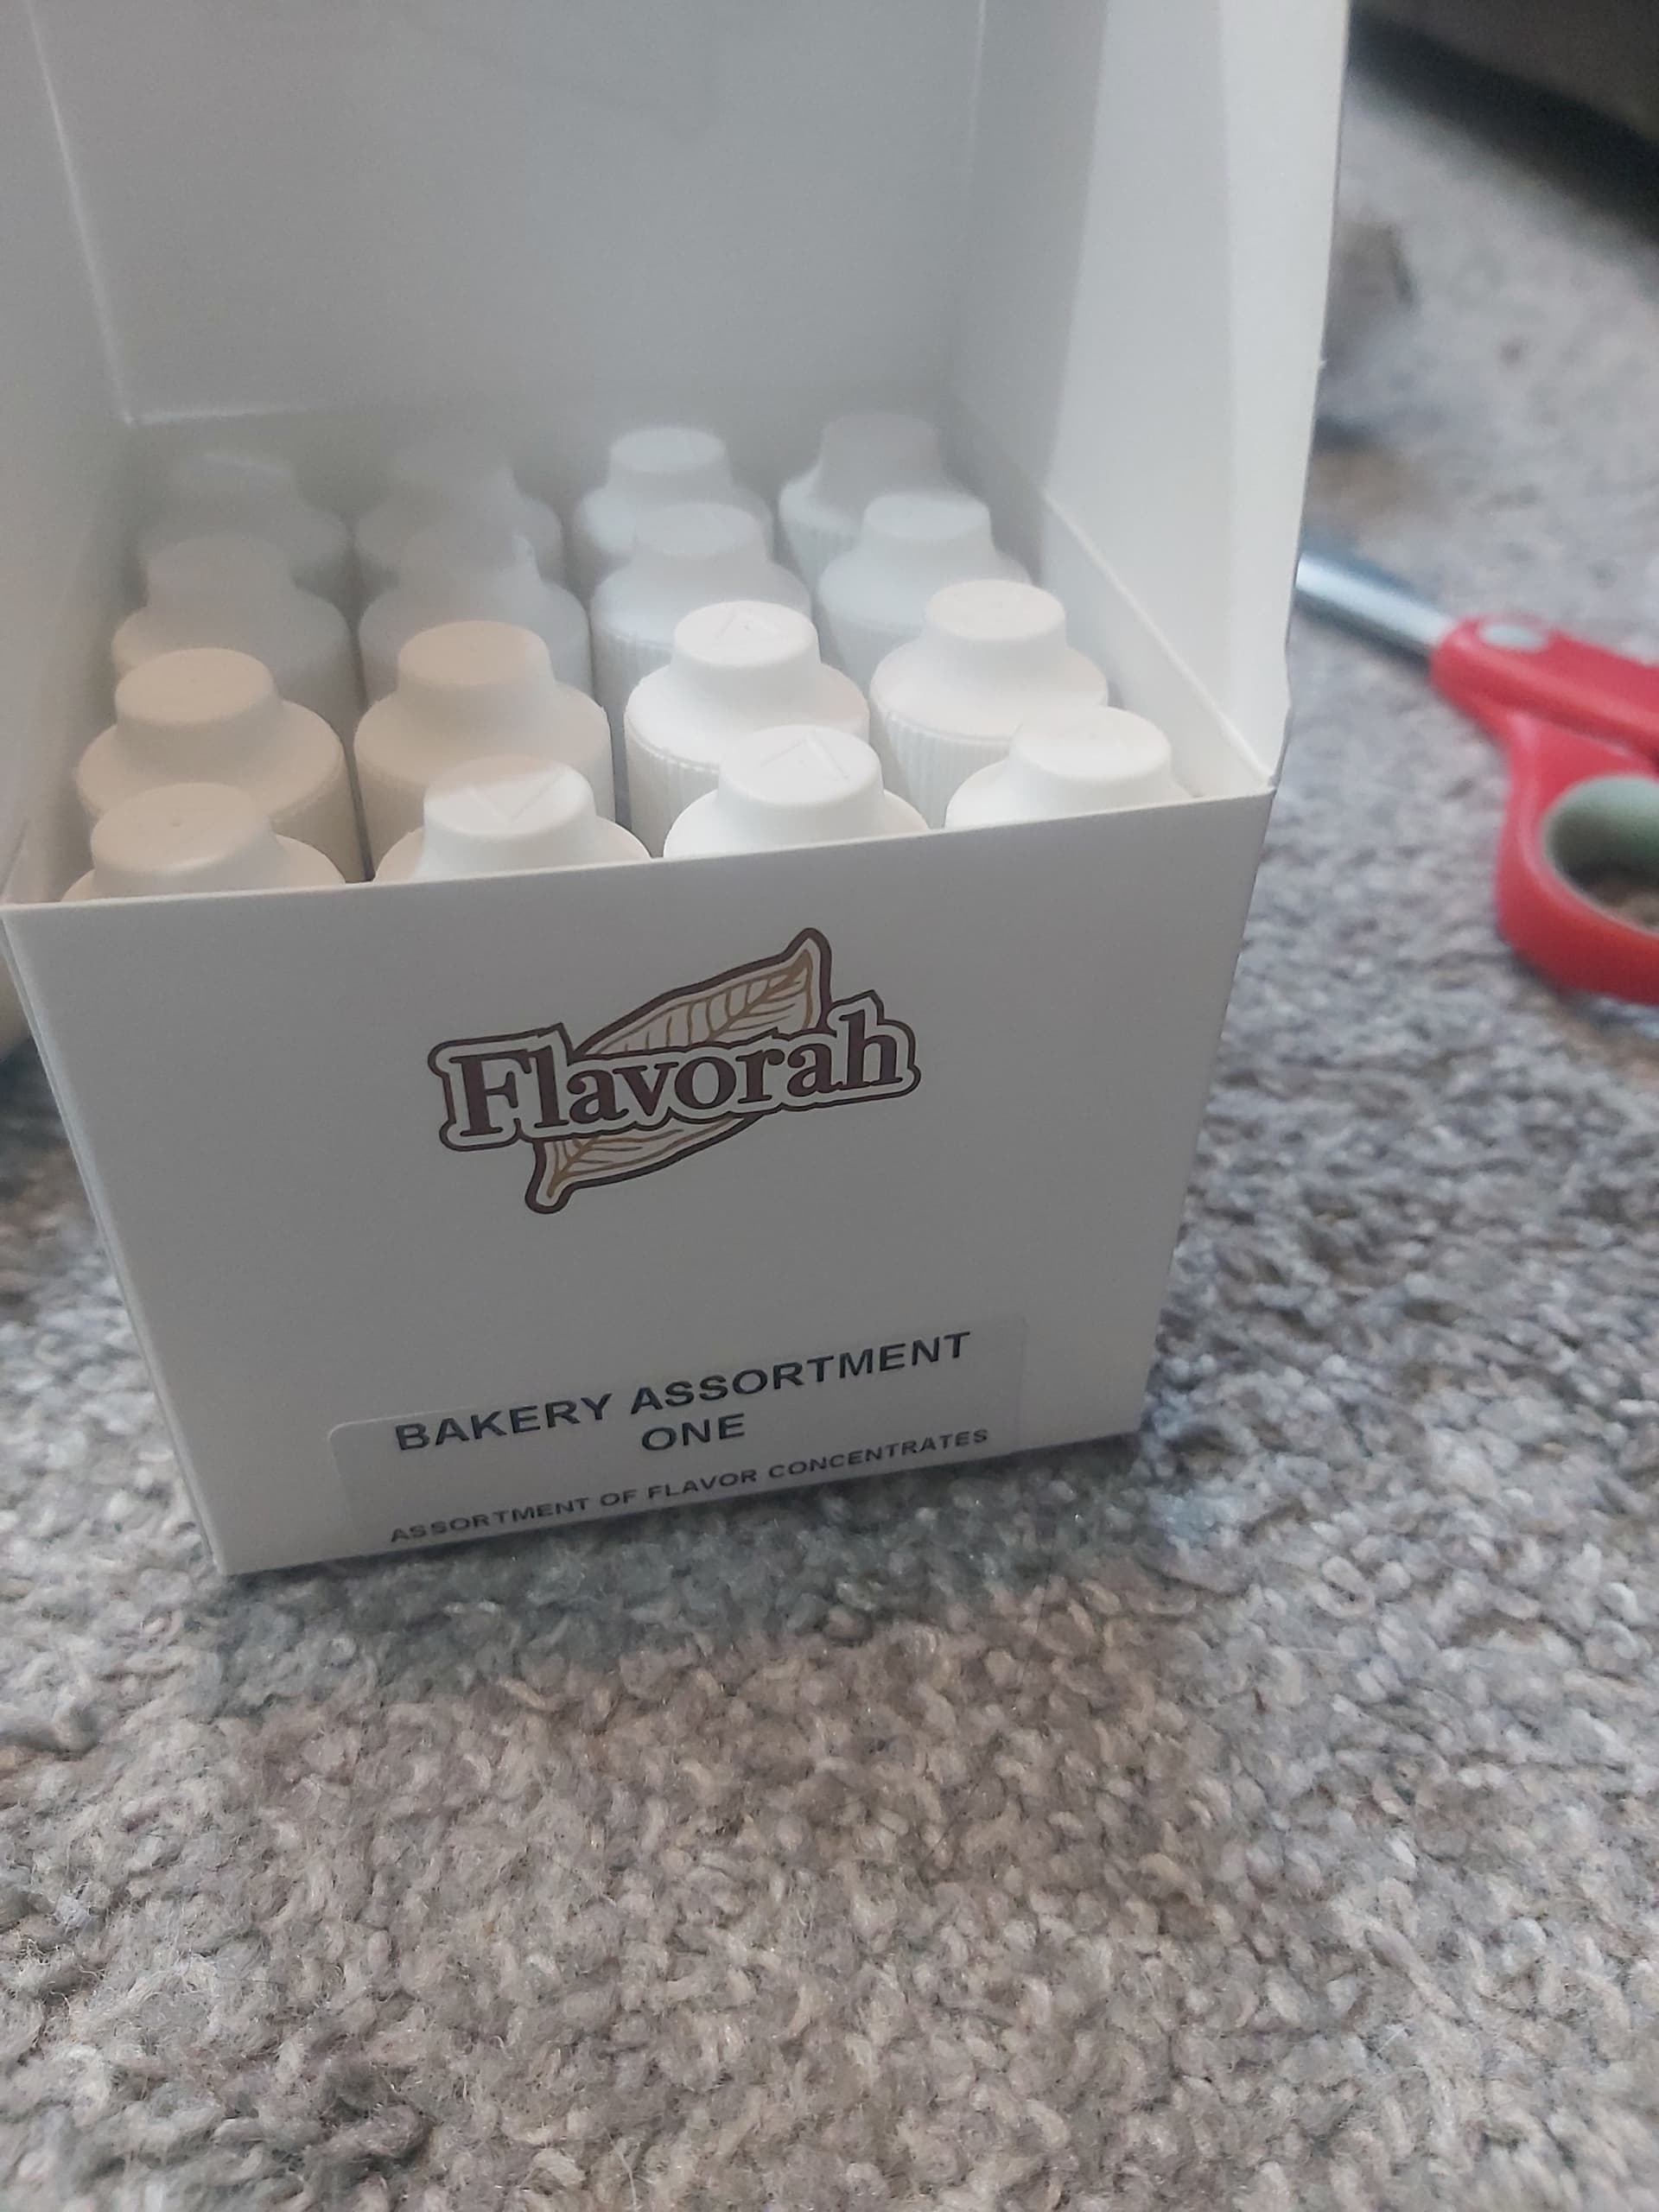 Flavorah
BAKERY ASSORTMENT
ONE
ASSORTMENT OF FLAVOR CONCENTRATES